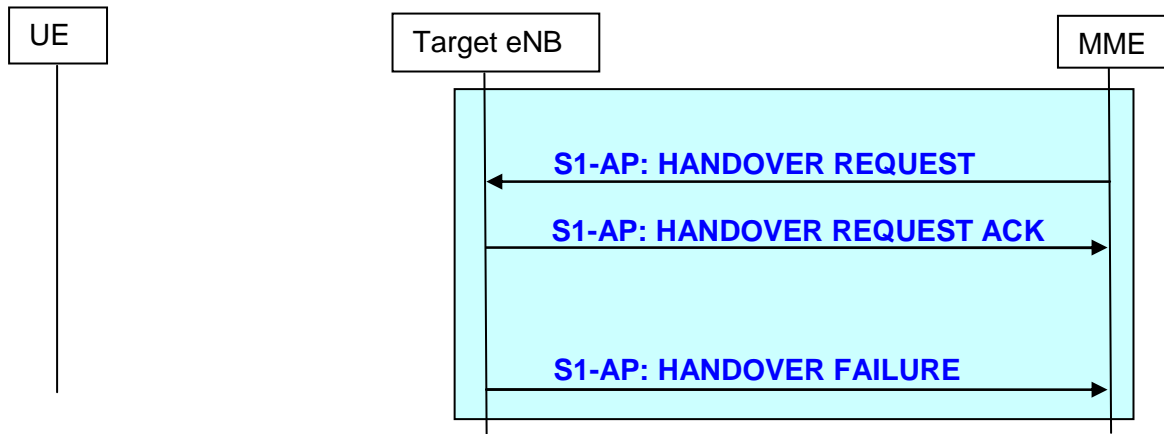 UE
Target eNB
MME
S1-AP: HANDOVER REQUEST
S1-AP: HANDOVER REQUEST ACK
S1-AP: HANDOVER FAILURE